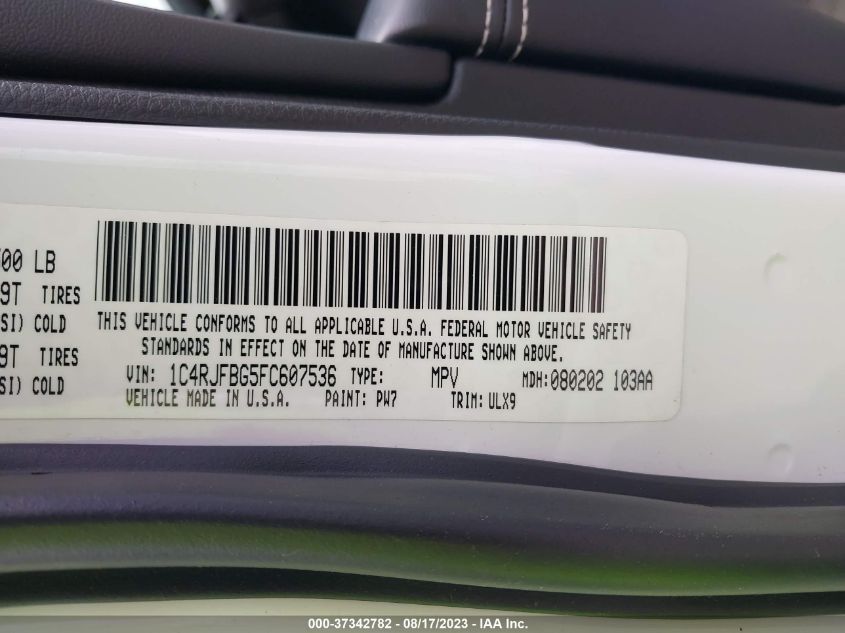 00 LB
9T TIRES
SI) COLD
9T TIRES
SI) COLD
THIS VEHICLE CONFORMS TO ALL APPLICABLE U.S.A. FEDERAL MOTOR VEHICLE SAFETY
STANDARDS IN EFFECT ON THE DATE OF MANUFACTURE SHOWN ABOVE.
VIN: 1C4RJFBG5FC607536 TYPE: MPV MDH:080202 103AA
VEHICLE MADE IN U.S.A. PAINT: PW7 TRIM: ULX9
000-37342782 - 08/17/2023 - IAA Inc.